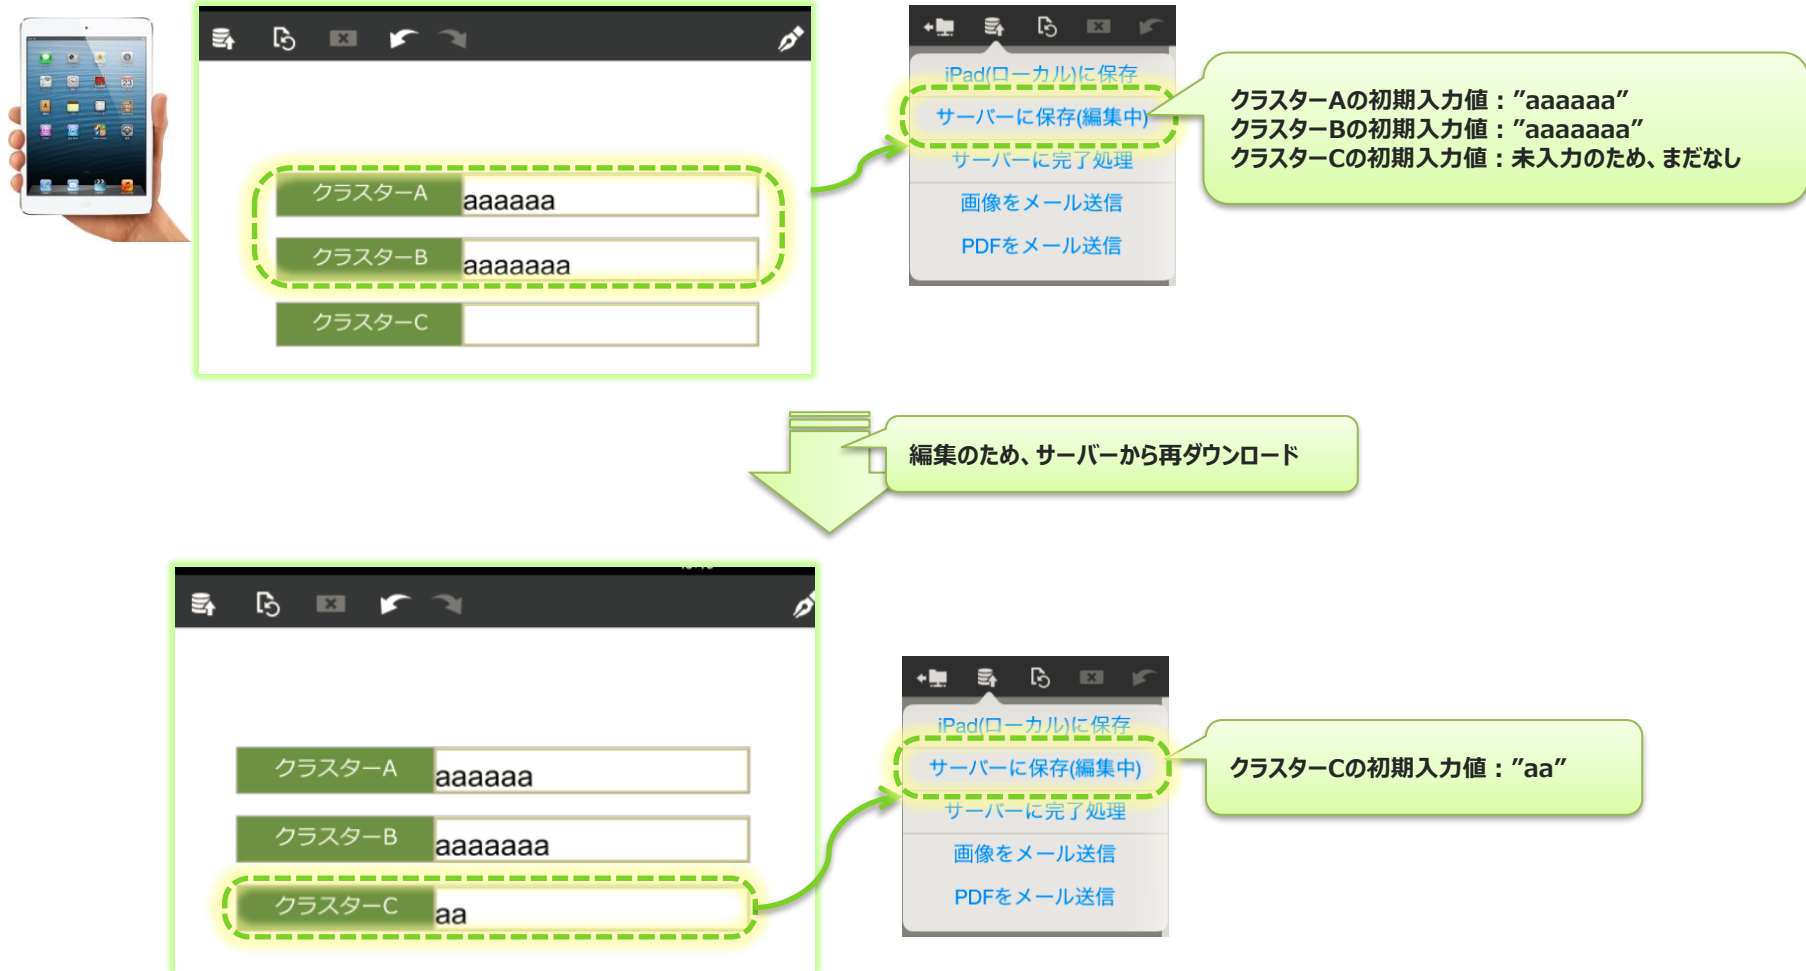 クラスターA
aaaaaa
クラスターB
aaaaaaa
クラスターC
iPad(ローカル)に保存
サーバーに保存(編集中)
サーバーに完了処理
画像をメール送信
PDFをメール送信
クラスターAの初期入力値："aaaaaa"
クラスターBの初期入力値："aaaaaaa"
クラスターCの初期入力値：未入力のため、まだなし
編集のため、サーバーから再ダウンロード
クラスターA
aaaaaa
クラスターB
aaaaaaa
クラスターC
aa
iPad(ローカル)に保存
サーバーに保存(編集中)
サーバーに完了処理
画像をメール送信
PDFをメール送信
クラスターCの初期入力値："aa"